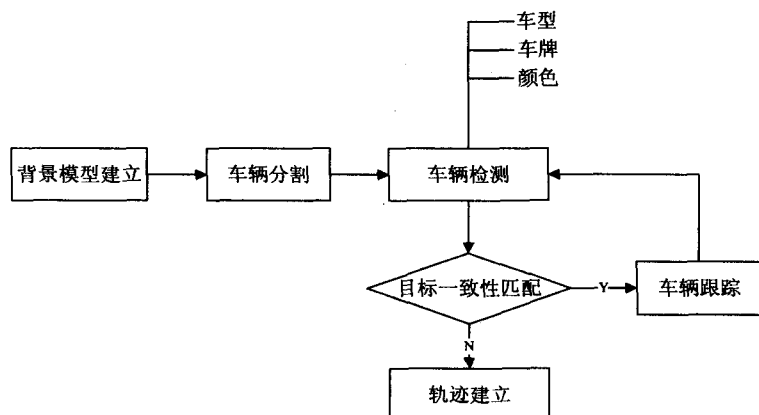 车型
车牌
颜色
背景模型建立
车辆分割
车辆检测
目标一致性匹配
Y
车辆跟踪
N
轨迹建立